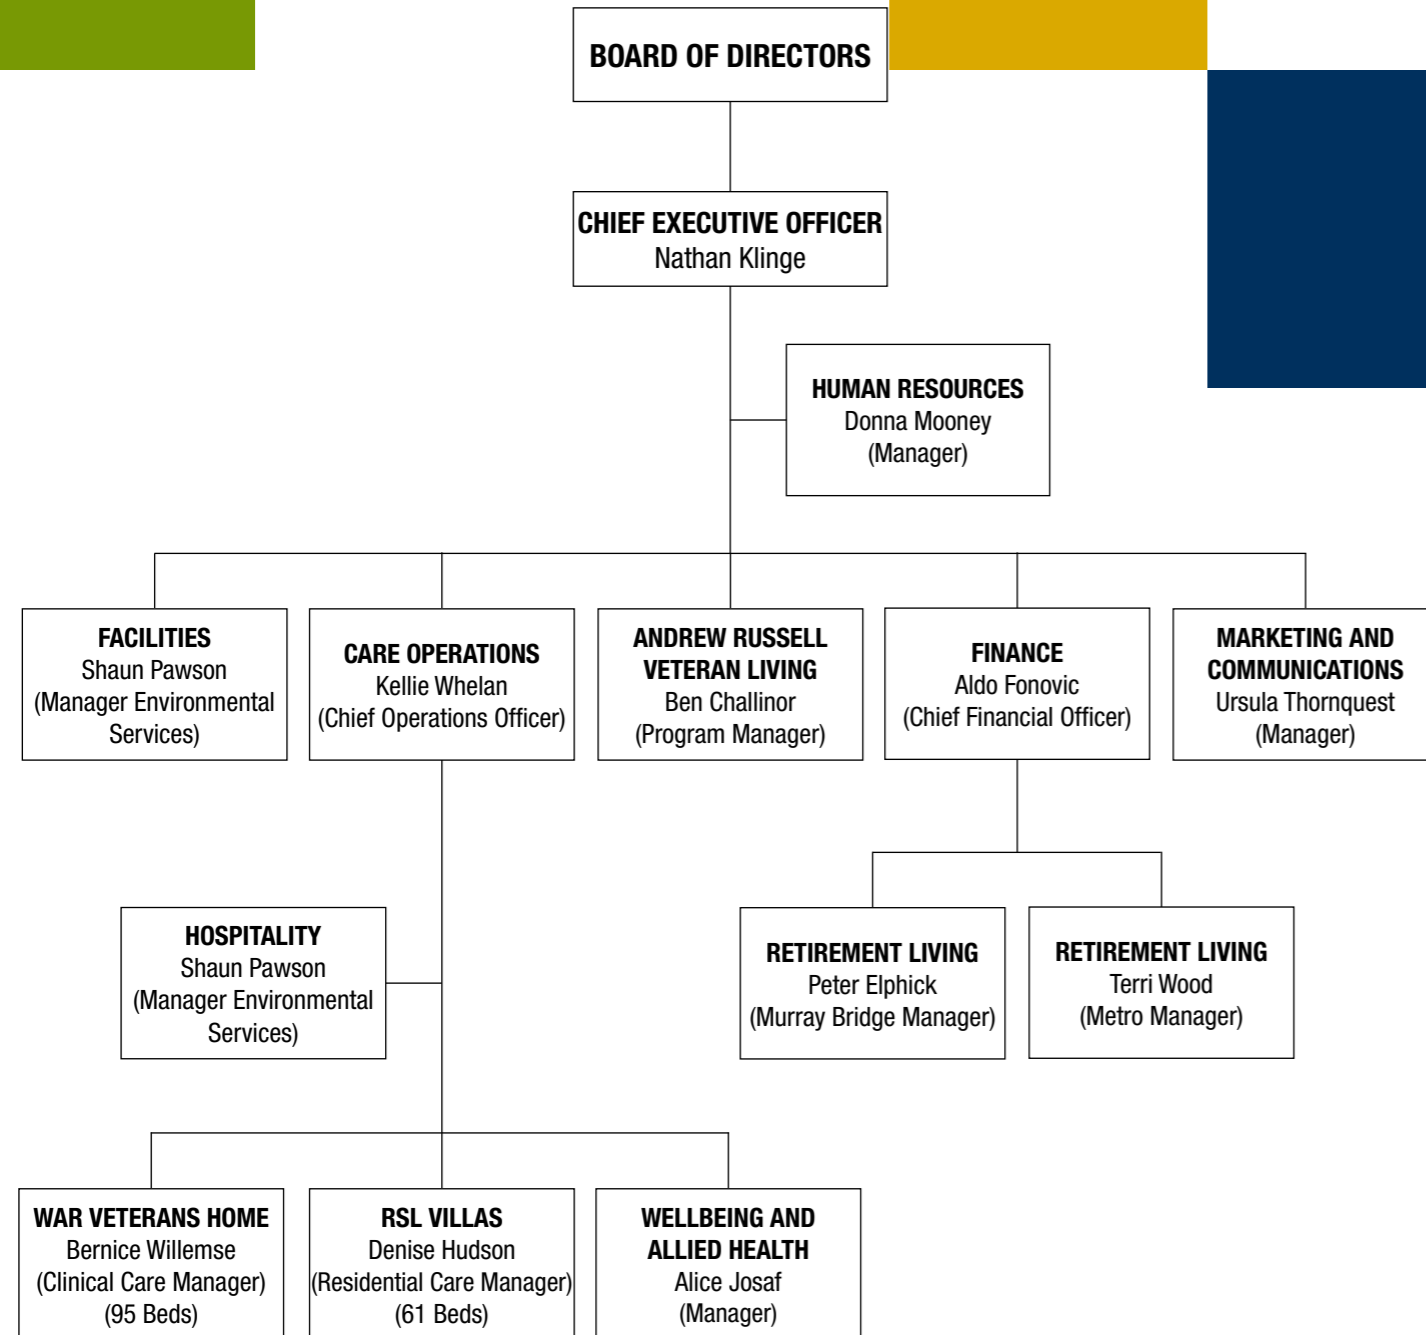 BOARD OF DIRECTORS
CHIEF EXECUTIVE OFFICER
Nathan Klinge
HUMAN RESOURCES
Donna Mooney
(Manager)
FACILITIES
Shaun Pawson
(Manager Environmental
Services)
CARE OPERATIONS
Kellie Whelan
(Chief Operations Officer)
ANDREW RUSSELL
VETERAN LIVING
Ben Challinor
(Program Manager)
FINANCE
Aldo Fonovic
(Chief Financial Officer)
MARKETING AND
COMMUNICATIONS
Ursula Thornquest
(Manager)
HOSPITALITY
Shaun Pawson
(Manager Environmental
Services)
RETIREMENT LIVING
Peter Elphick
(Murray Bridge Manager)
RETIREMENT LIVING
Terri Wood
(Metro Manager)
WAR VETERANS HOME
Bernice Willemse
(Clinical Care Manager)
(95 Beds)
RSL VILLAS
Denise Hudson
(Residential Care Manager)
(61 Beds)
WELLBEING AND
ALLIED HEALTH
Alice Josaf
(Manager)